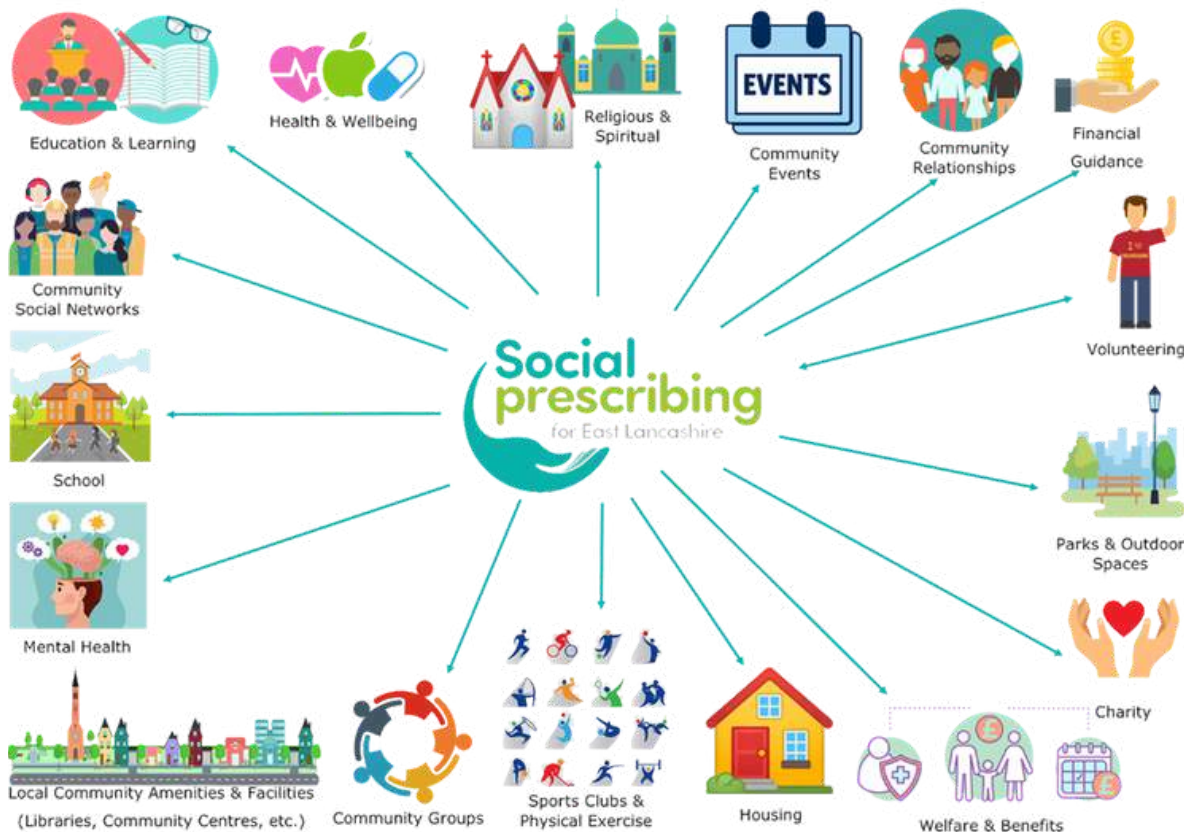 EVENTS
Education & Learning
Health & Wellbeing
Religious &
Spiritual
Community
Events
Community
Relationships
£
Financial
Guidance
Community
Social Networks
Volunteering
Social
prescribing
for East Lancashire
School
Parks & Outdoor
Spaces
Mental Health
Charity
Local Community Amenities & Facilities
(Libraries, Community Centres, etc.)
Community Groups
Sports Clubs &
Physical Exercise
Housing
£
£
Welfare & Benefits